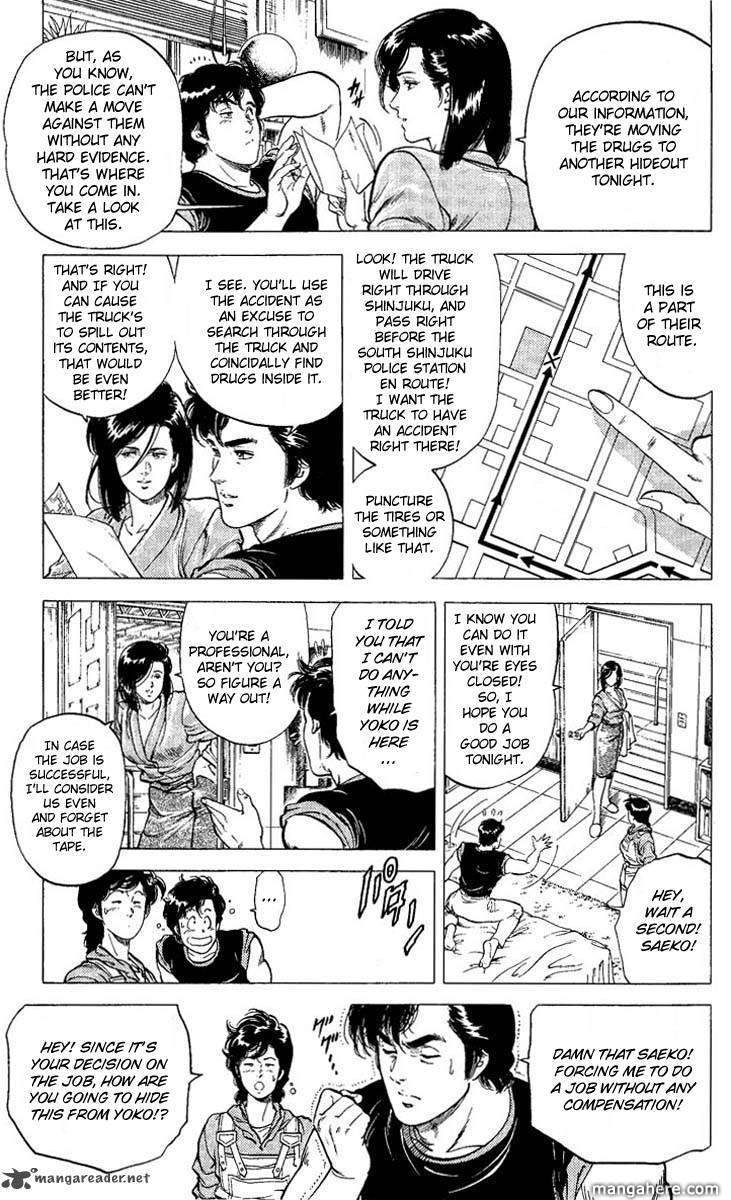 ACCORDING
TO
OUR
INFORMATION,
THEY'RE MOVING
THE DRUGS TO
ANOTHER HIDEOUT
TONIGHT.
BUT, AS
YOU KNOW,
THE POLICE CAN'T
MAKE A MOVE
AGAINST THEM
WITHOUT ANY
HARD EVIDENCE.
THAT'S WHERE
YOU COME IN.
TAKE A LOOK
AT THIS.
THIS IS
A PART
OF THEIR
ROUTE.
LOOK! THE TRUCK
WILL DRIVE
RIGHT THROUGH
SHINJUKU, AND
PASS RIGHT
BEFORE THE
SOUTH SHINJUKU
POLICE STATION
EN ROUTE!
I WANT THE
TRUCK TO HAVE
AN ACCIDENT
RIGHT THERE!
PUNCTURE
THE TIRES OR
SOMETHING
LIKE THAT.
I SEE. YOU'LL USE
THE ACCIDENT AS
AN EXCUSE TO
SEARCH THROUGH
THE TRUCK AND
COINCIDALLY FIND
DRUGS INSIDE IT.
THAT'S RIGHT!
AND IF YOU
CAN CAUSE
THE TRUCK'S
TO SPILL OUT
ITS CONTENTS,
THAT WOULD
BE EVEN
BETTER!
I KNOW YOU
CAN DO IT
EVEN WITH
YOU'RE EYES
CLOSED!
SO, I
HOPE YOU
DO A
GOOD JOB
TONIGHT.
HEY,
WAIT A
SECOND!
SAEKO!
I TOLD
YOU THAT
I CAN'T
DO ANY-
THING
WHILE
YOKO IS
HERE
...
YOU'RE A
PROFESSIONAL,
AREN'T YOU?
SO FIGURE A
WAY OUT!
IN CASE
THE JOB IS
SUCCESSFUL,
I'LL CONSIDER
US EVEN AND
FORGET
ABOUT THE
TAPE.
...
DAMN THAT SAEKO!
FORCING ME TO DO
A JOB WITHOUT ANY
COMPENSATION!
HEY! SINCE IT'S
YOUR DECISION ON
THE JOB, HOW ARE
YOU GOING TO HIDE
THIS FROM YOKO!?
mangareader.net
mangahere.com